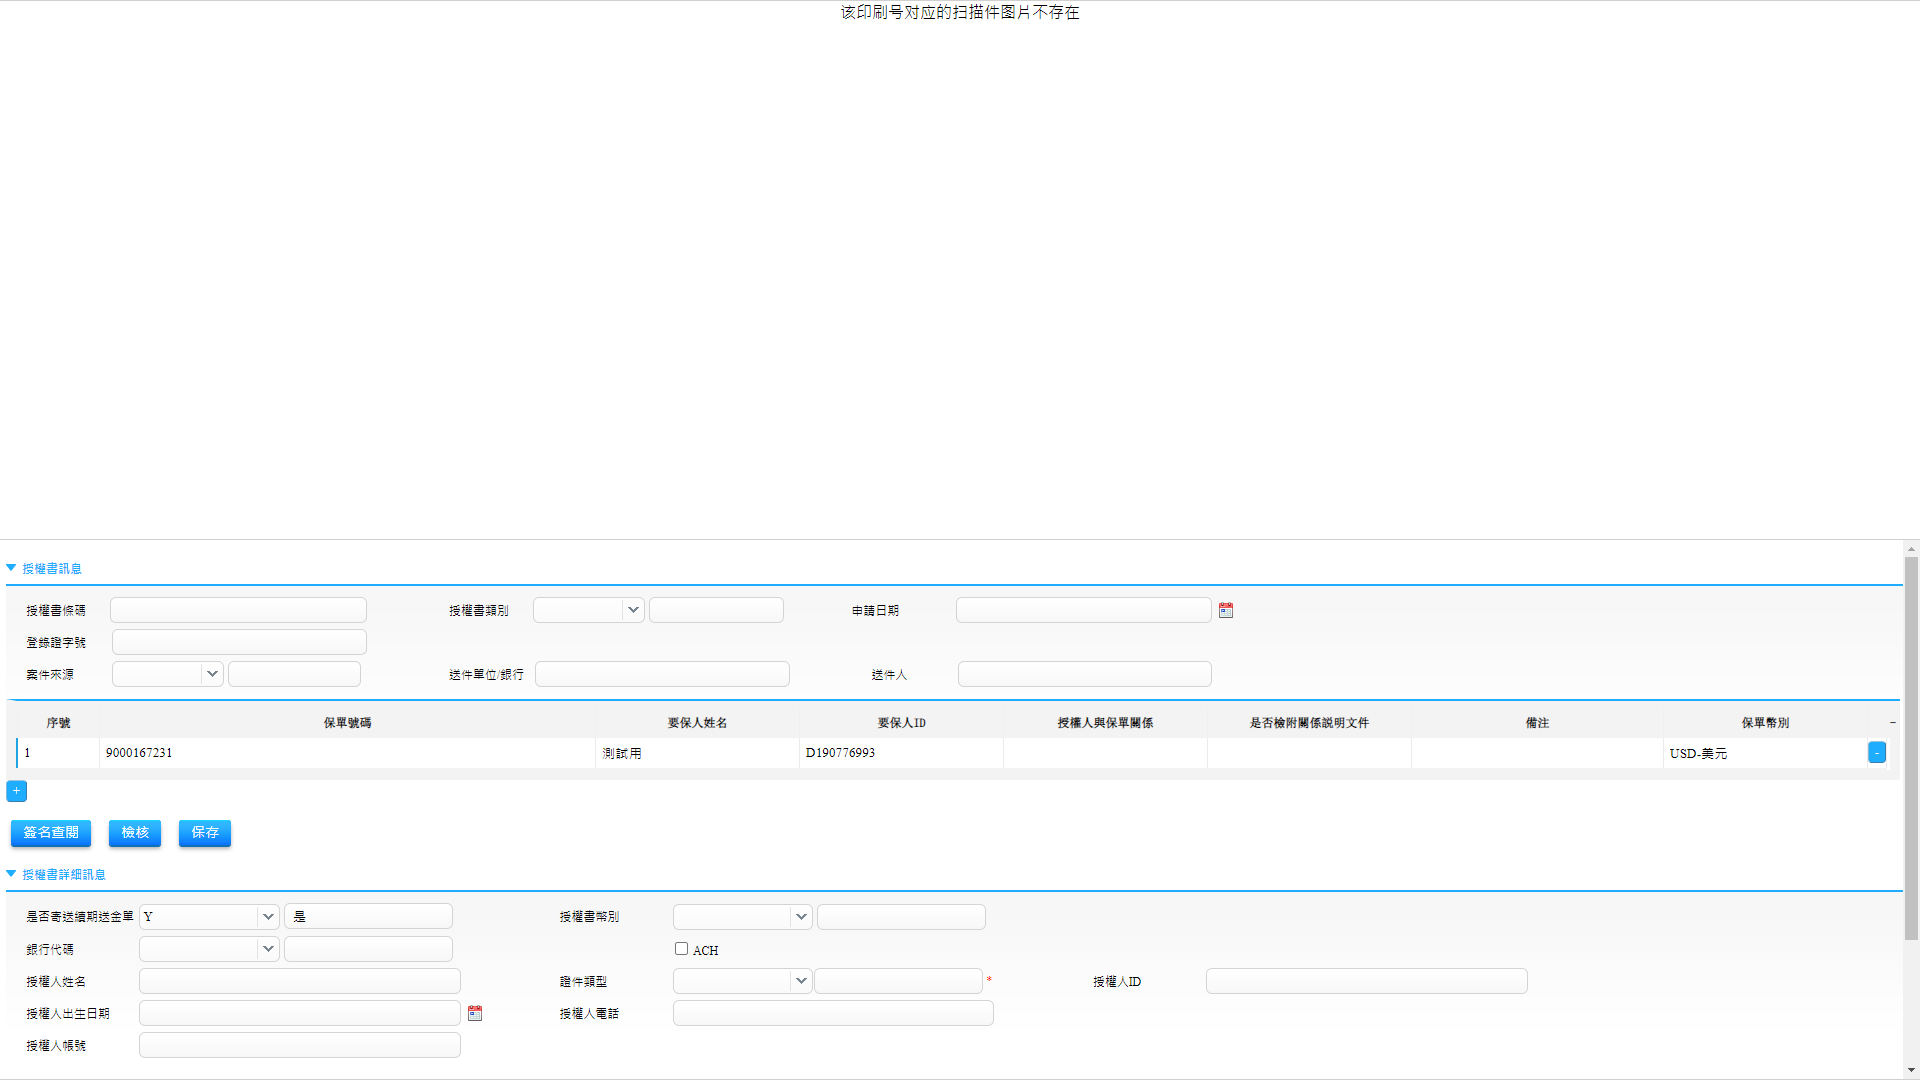 该印刷号对应的扫描件图片不存在
授權書訊息
授權書條碼 授權書類別 申請日期
登錄證字號
案件來源 送件單位/銀行 送件人
序號 保單號碼 要保人姓名 要保人ID 授權人與保單關係 是否檢附關係説明文件 備注 保單幣別 −
1 9000167231 測試用 D190776993 USD-美元 -
+
簽名查閱 檢核 保存
授權書詳細訊息
是否寄送續期送金單 Y 是 授權書幣別
銀行代碼 ACH
授權人姓名 證件類型 * 授權人ID
授權人出生日期 授權人電話
授權人帳號